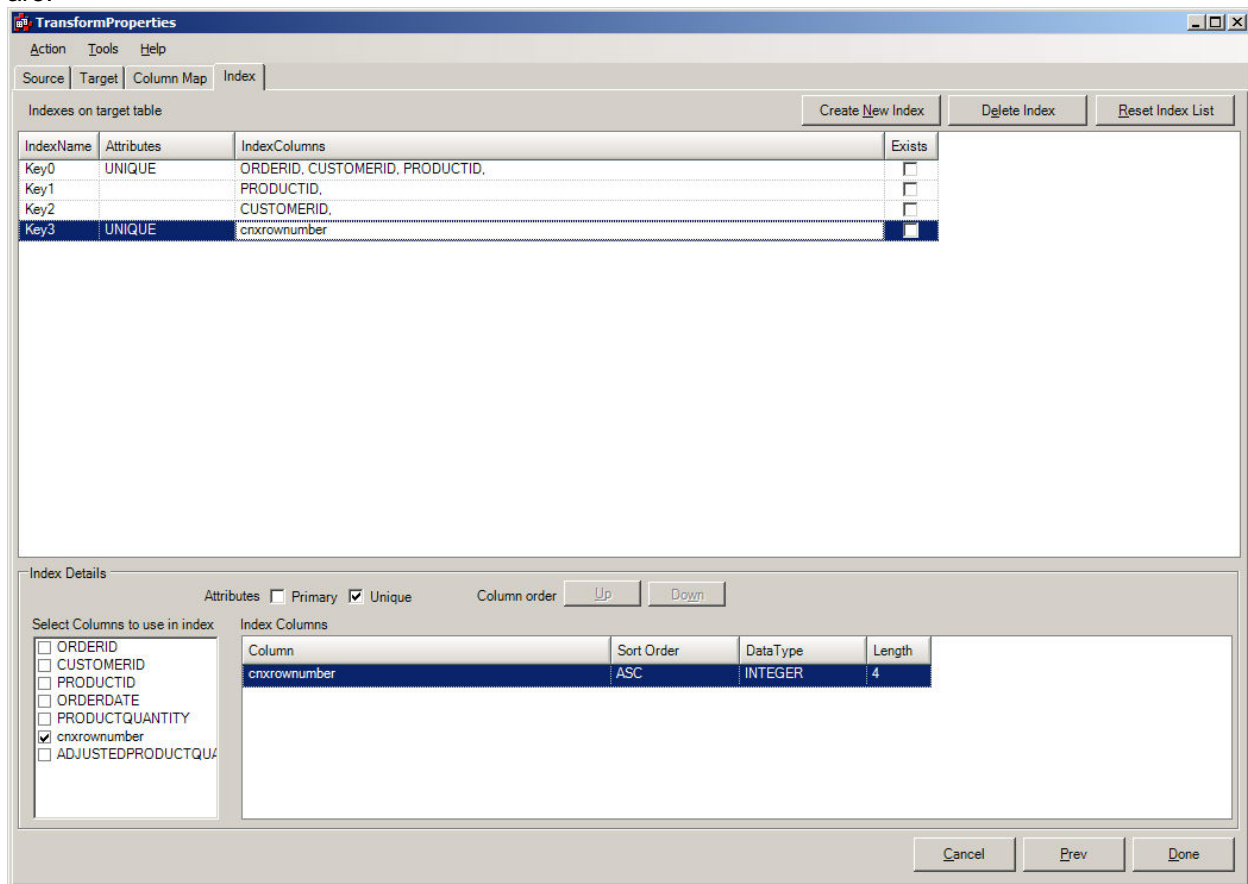 are.
TransformProperties
Action Tools Help
Source Target Column Map Index
Indexes on target table Create New Index Delete Index Reset Index List
IndexName Attributes IndexColumns Exists
Key0 UNIQUE ORDERID, CUSTOMERID, PRODUCTID,
Key1 PRODUCTID,
Key2 CUSTOMERID,
Key3 UNIQUE cnxrownumber
Index Details
Attributes Primary Unique Column order Up Down
Select Columns to use in index Index Columns
Column Sort Order DataType Length
cnxrownumber ASC INTEGER 4
ORDERID
CUSTOMERID
PRODUCTID
ORDERDATE
PRODUCTQUANTITY
cnxrownumber
ADJUSTEDPRODUCTQUA
Cancel Prev Done